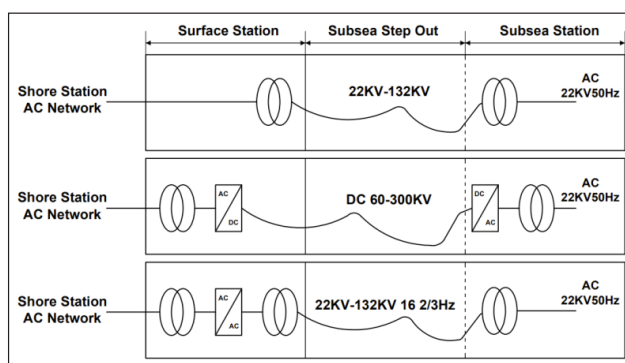 Surface Station
Subsea Step Out
Subsea Station
Shore Station
AC Network
22KV-132KV
AC
22KV50Hz
Shore Station
AC Network
AC
DC
DC 60-300KV
DC
AC
AC
22KV50Hz
Shore Station
AC Network
AC
AC
22KV-132KV 16 2/3Hz
AC
22KV50Hz